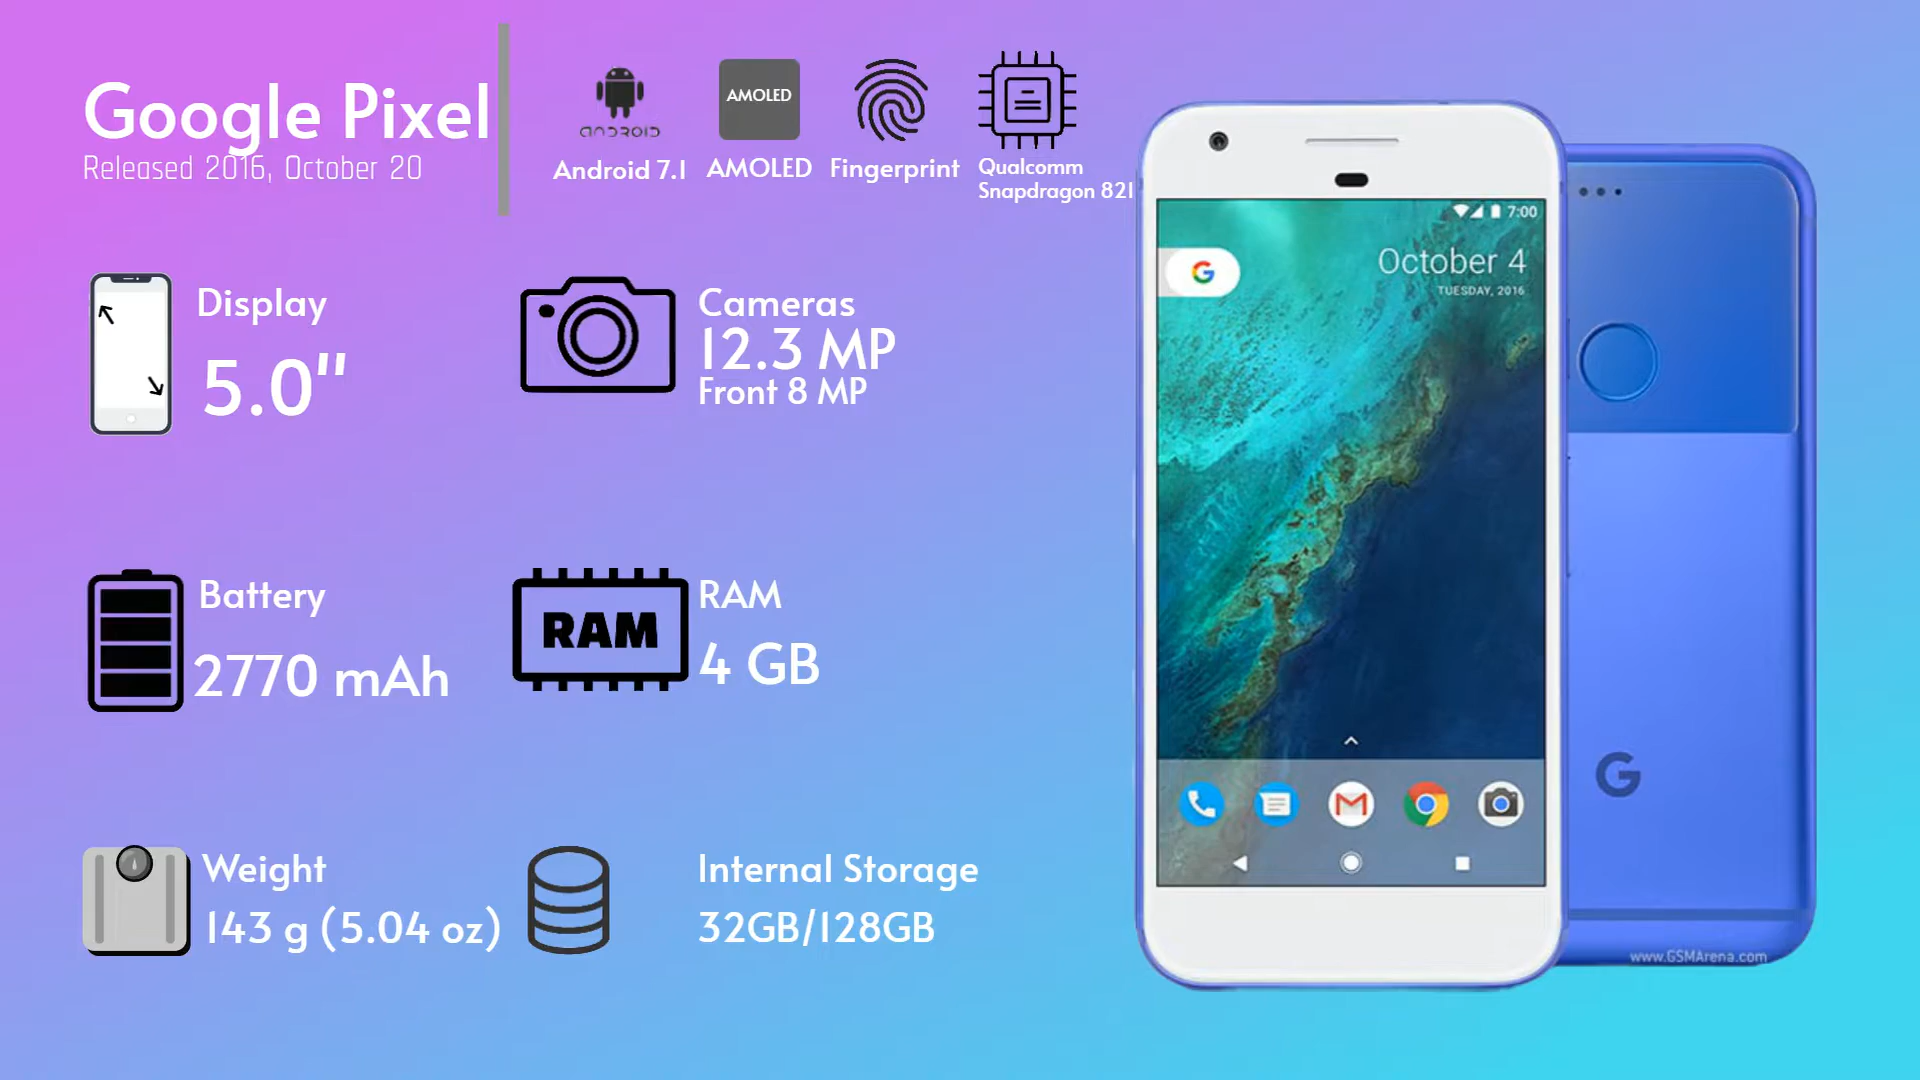 Google Pixel
Released 2016, October 20
ANDROID
Android 7.1
AMOLED
AMOLED
Fingerprint
Qualcomm
Snapdragon 821
Display
5.0"
Cameras
12.3 MP
Front 8 MP
Battery
2770 mAh
RAM
RAM
4 GB
Weight
143 g (5.04 oz)
Internal Storage
32GB/128GB
7:00
G
October 4
TUESDAY, 2016
G
www.GSMArena.com